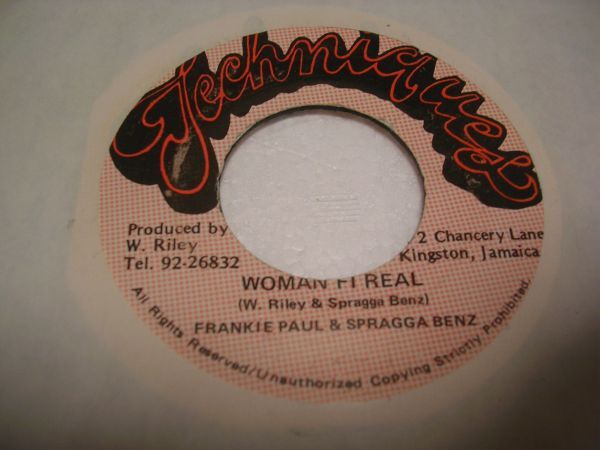 Techniques
Produced by
W. Riley
Tel. 92-26832
2 Chancery Lane
Kingston, Jamaica
WOMAN FI REAL
(W. Riley & Spragga Benz)
FRANKIE PAUL & SPRAGGA BENZ
All Rights Reserved/Unauthorized Copying Strictly Prohibited.